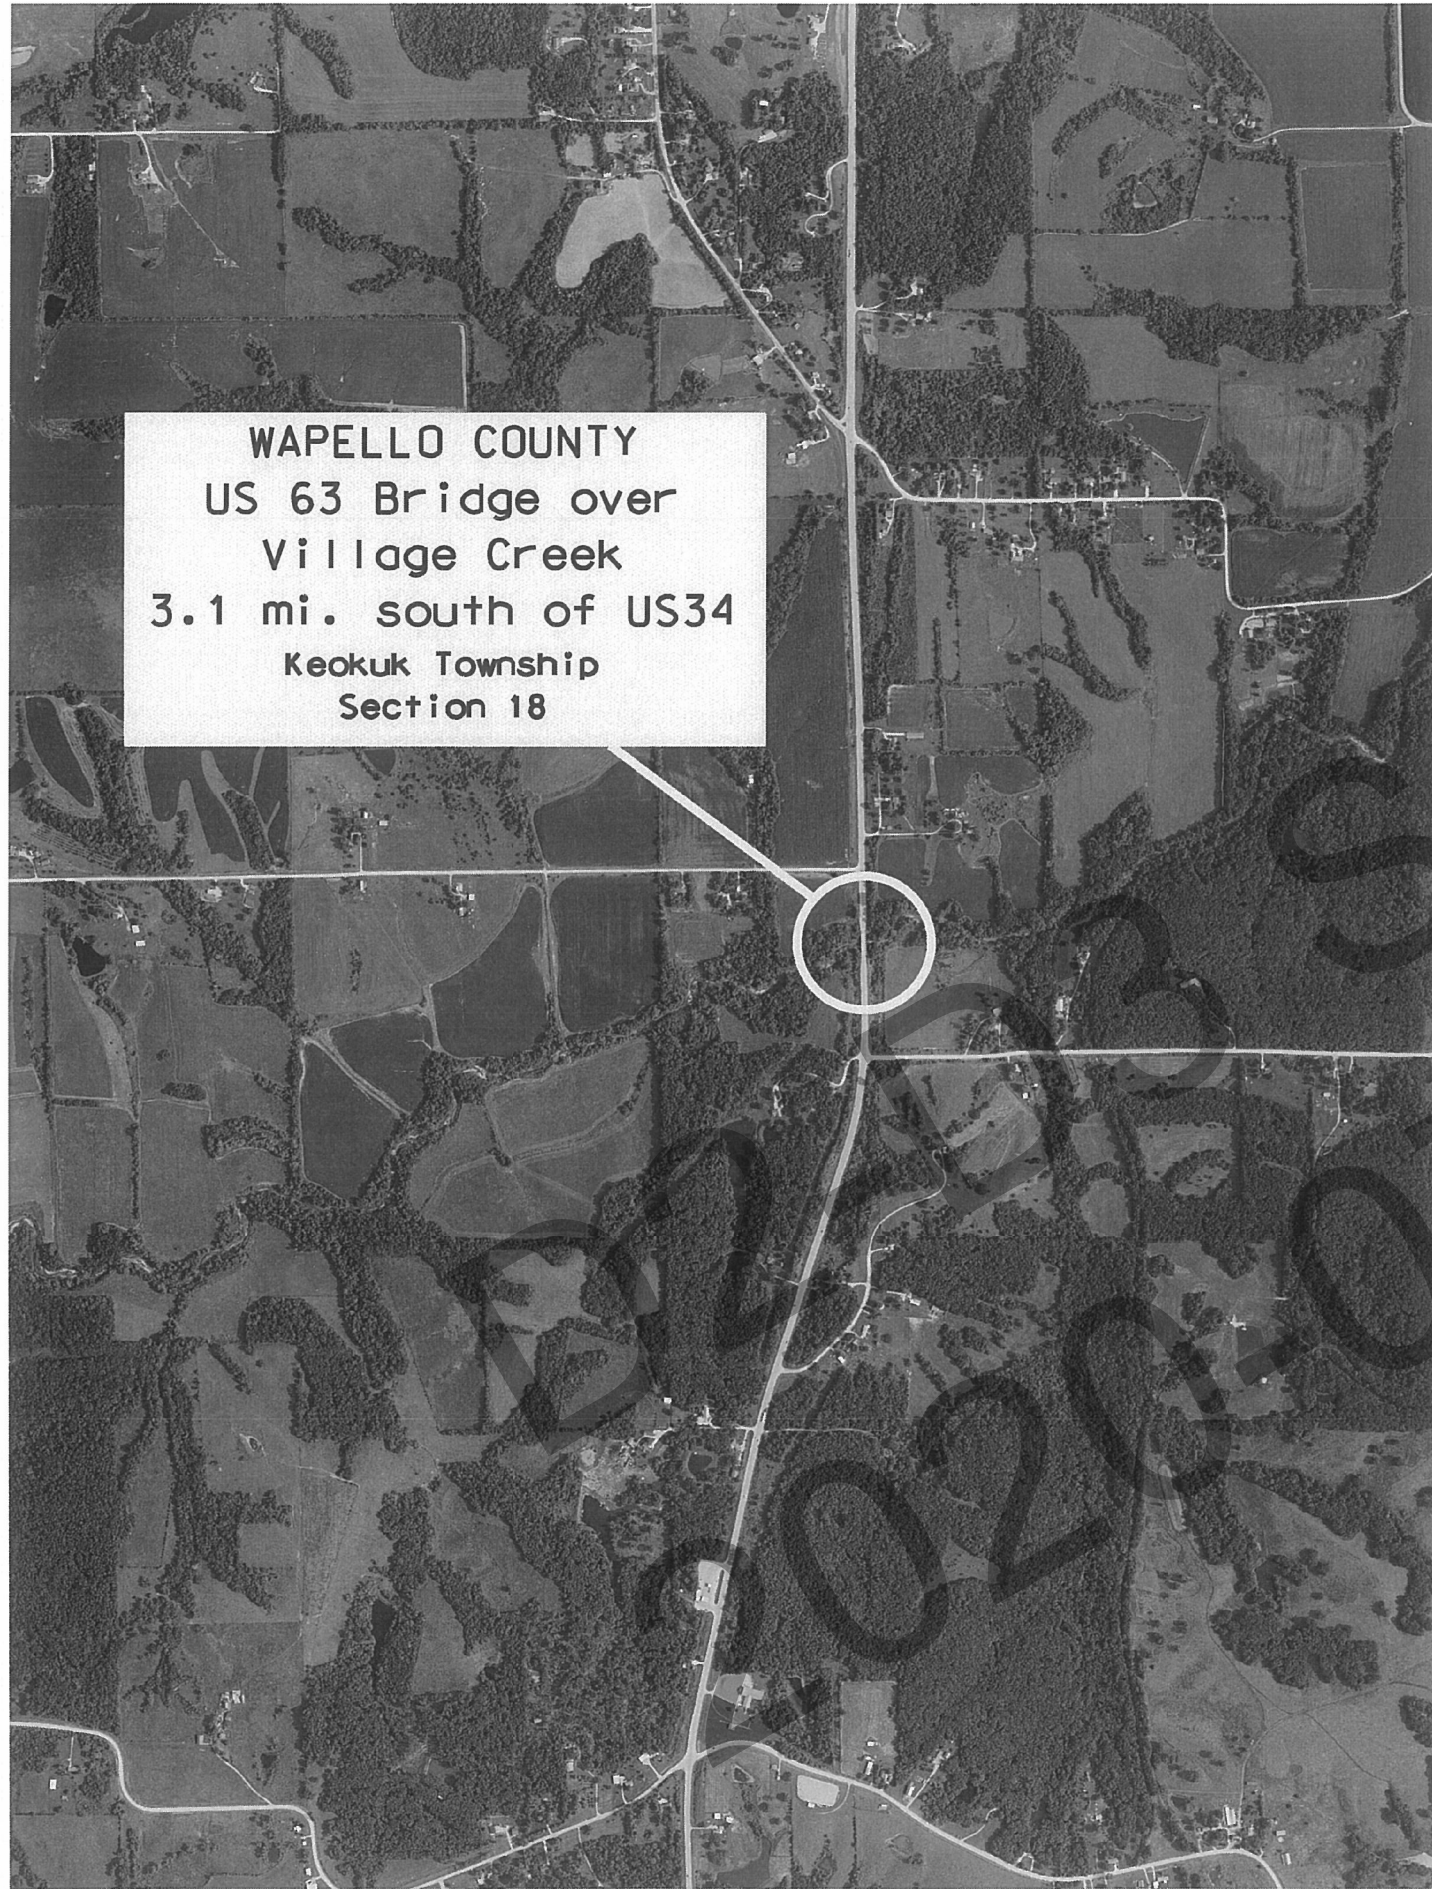 WAPELLO COUNTY
US 63 Bridge over
Village Creek
3.1 mi. south of US34
Keokuk Township
Section 18